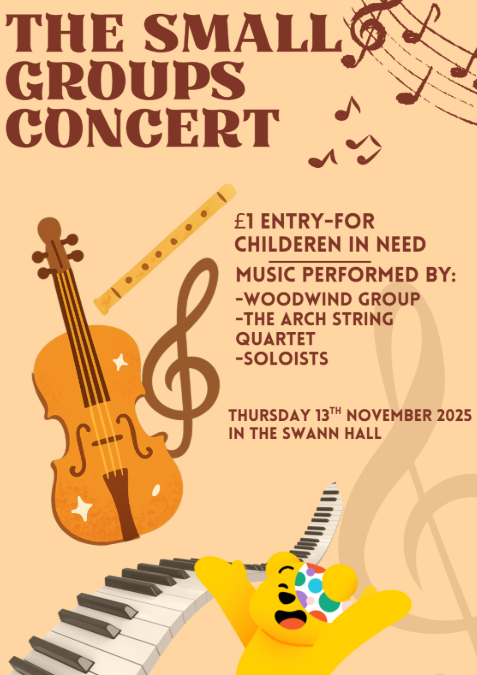 THE SMALL
GROUPS
CONCERT
£1 ENTRY-FOR
CHILDEREN IN NEED
MUSIC PERFORMED BY:
-WOODWIND GROUP
-THE ARCH STRING
QUARTET
-SOLOISTS
THURSDAY 13TH NOVEMBER 2025
IN THE SWANN HALL